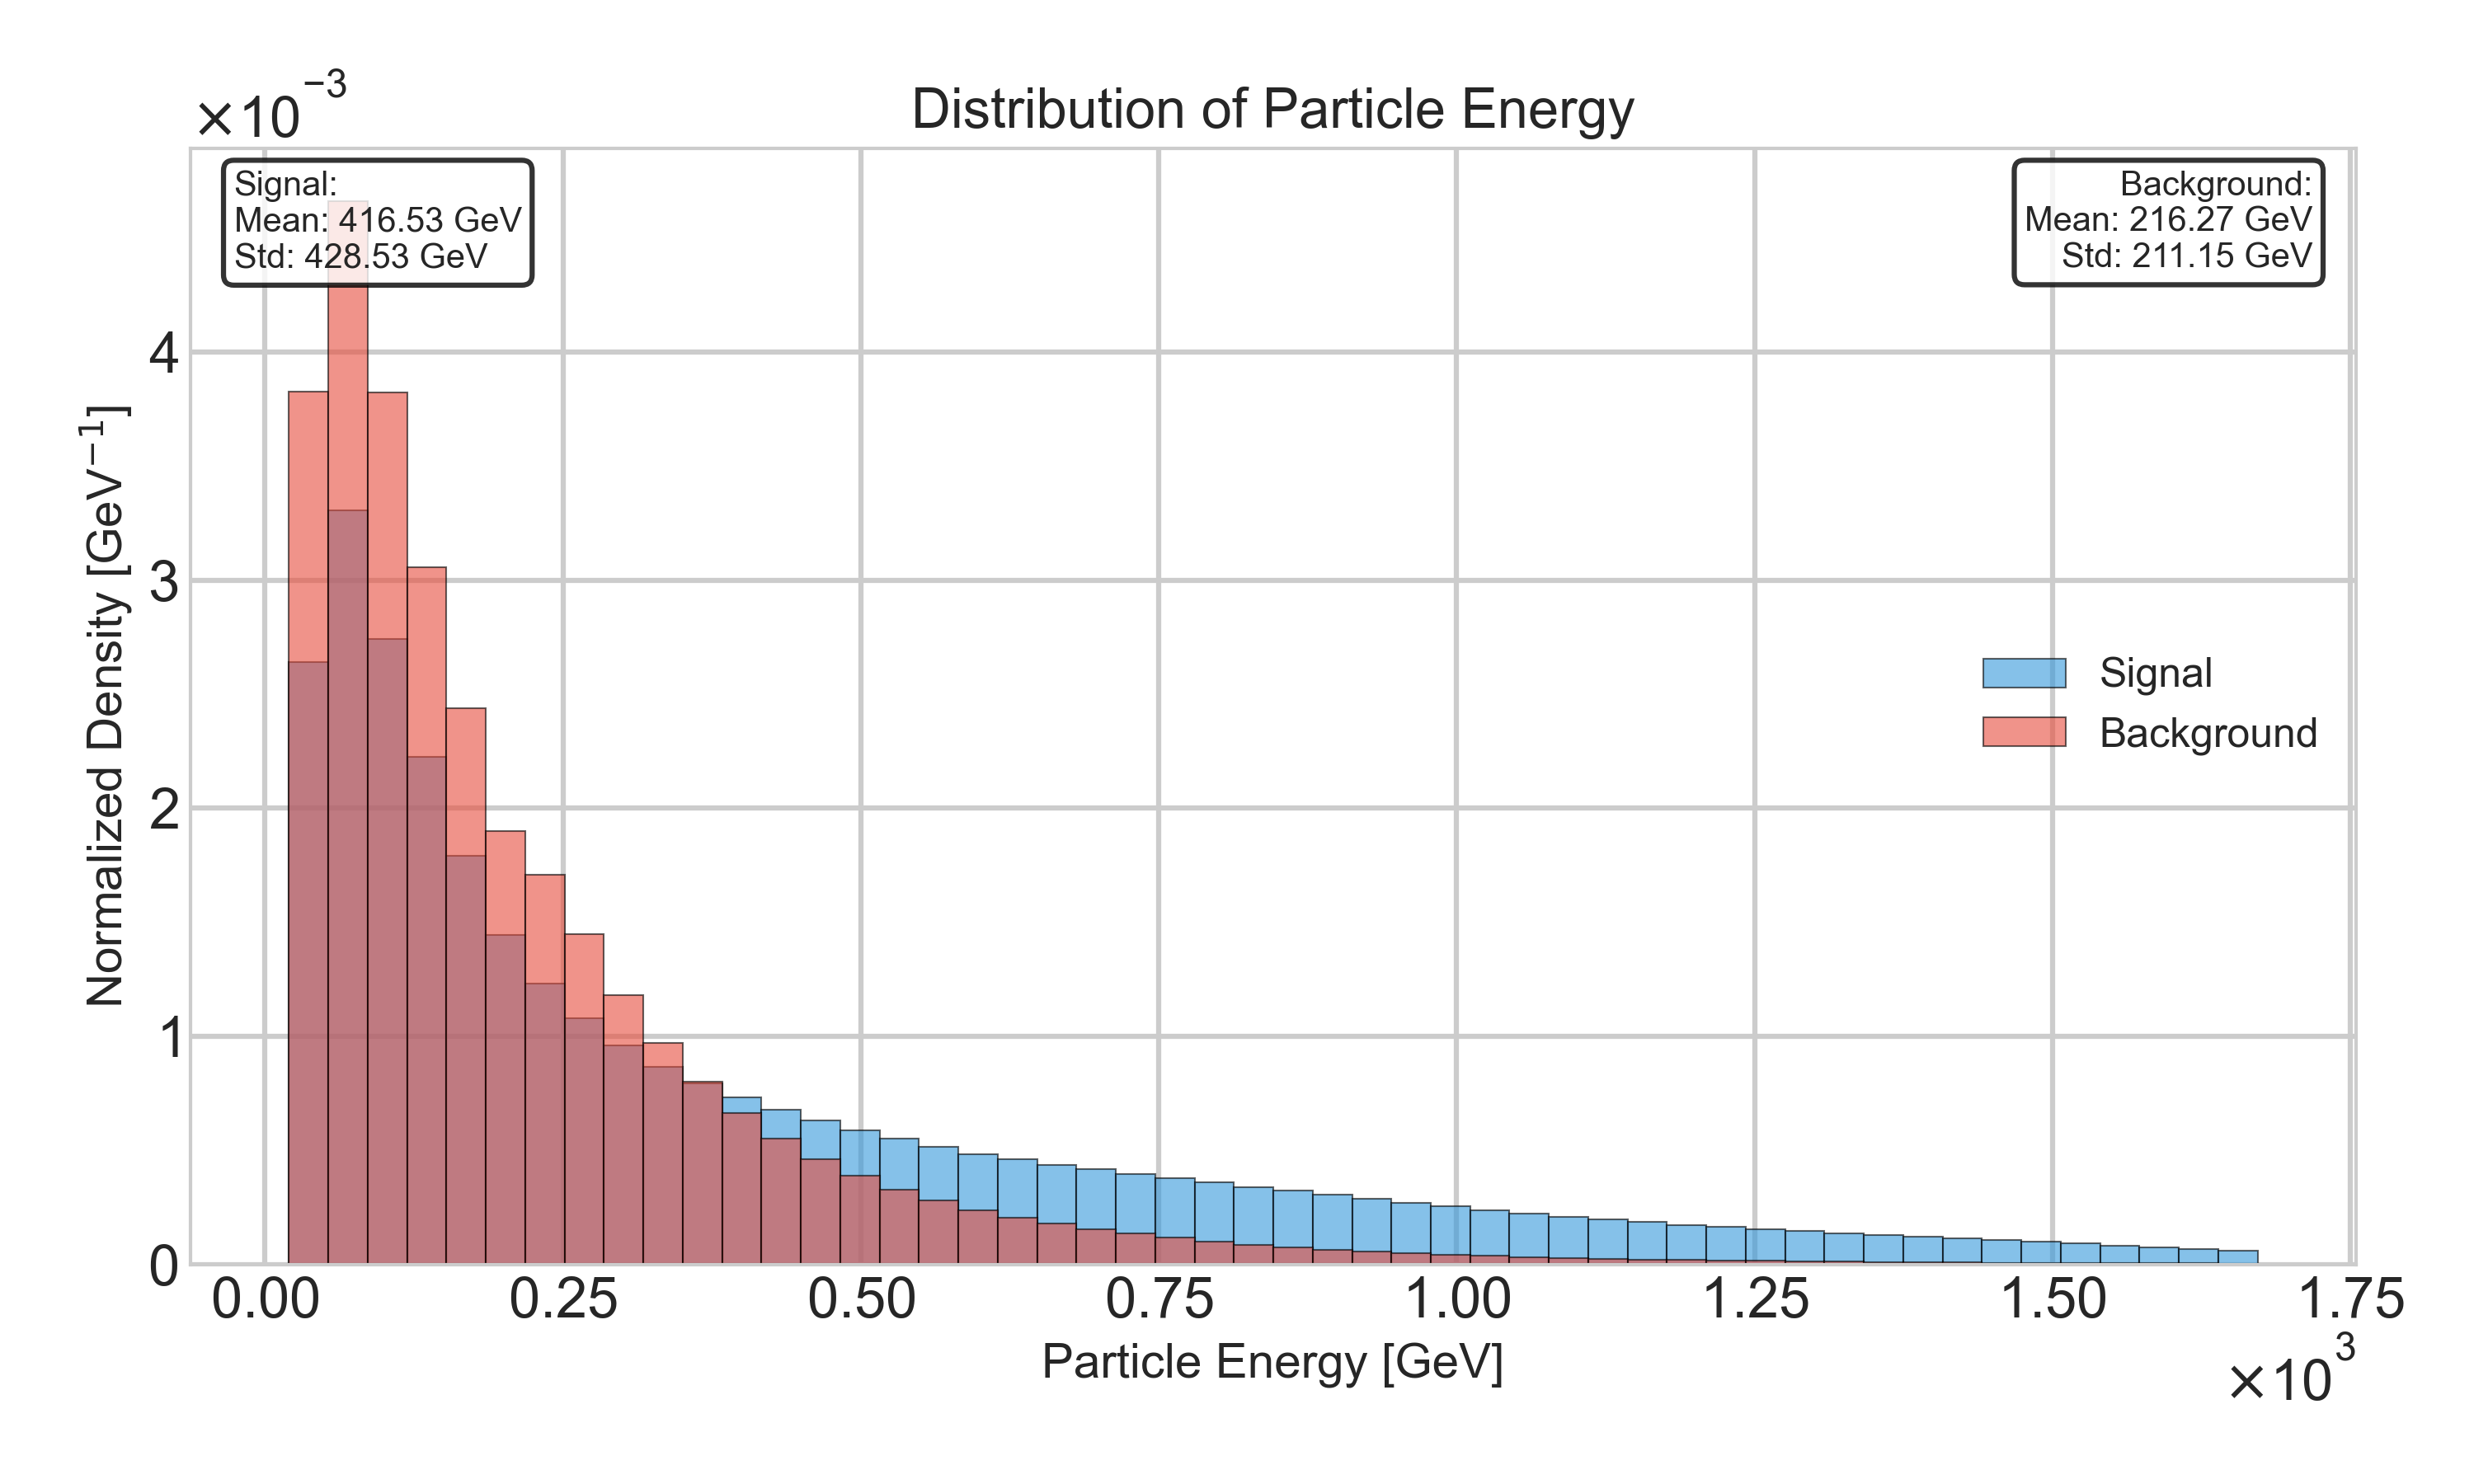 Distribution of Particle Energy
×10⁻³
Signal:
Mean: 416.53 GeV
Std: 428.53 GeV
Background:
Mean: 216.27 GeV
Std: 211.15 GeV
Normalized Density [GeV⁻¹]
4
3
2
1
0
Signal
Background
0.00 0.25 0.50 0.75 1.00 1.25 1.50 1.75
Particle Energy [GeV]
×10³